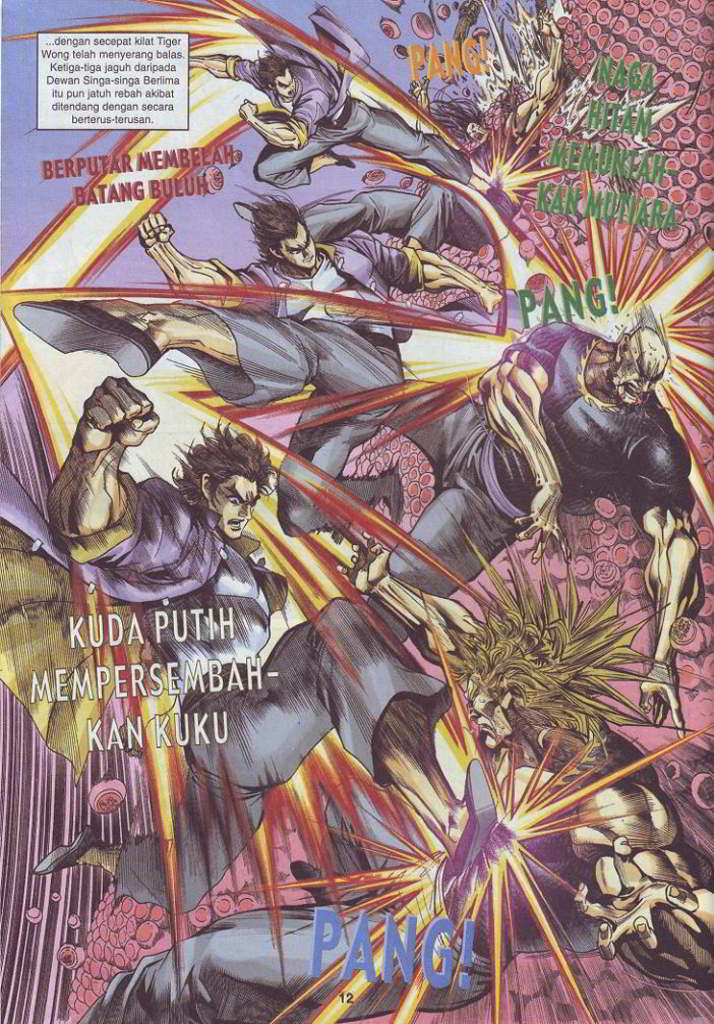 ...dengan secepat kilat Tiger
Wong telah menyerang balas.
Ketiga-tiga jaguh daripada
Dewan Singa-singa Berlima
itu pun jatuh rebah akibat
ditendang dengan secara
berterus-terusan.
PANG!
NAGA
HITAM
MEMUNTAH-
KAN MUTIARA
BERPUTAR MEMBELAH
BATANG BULUH
PANG!
KUDA PUTIH
MEMPERSEMBAH-
KAN KUKU
PANG!
12